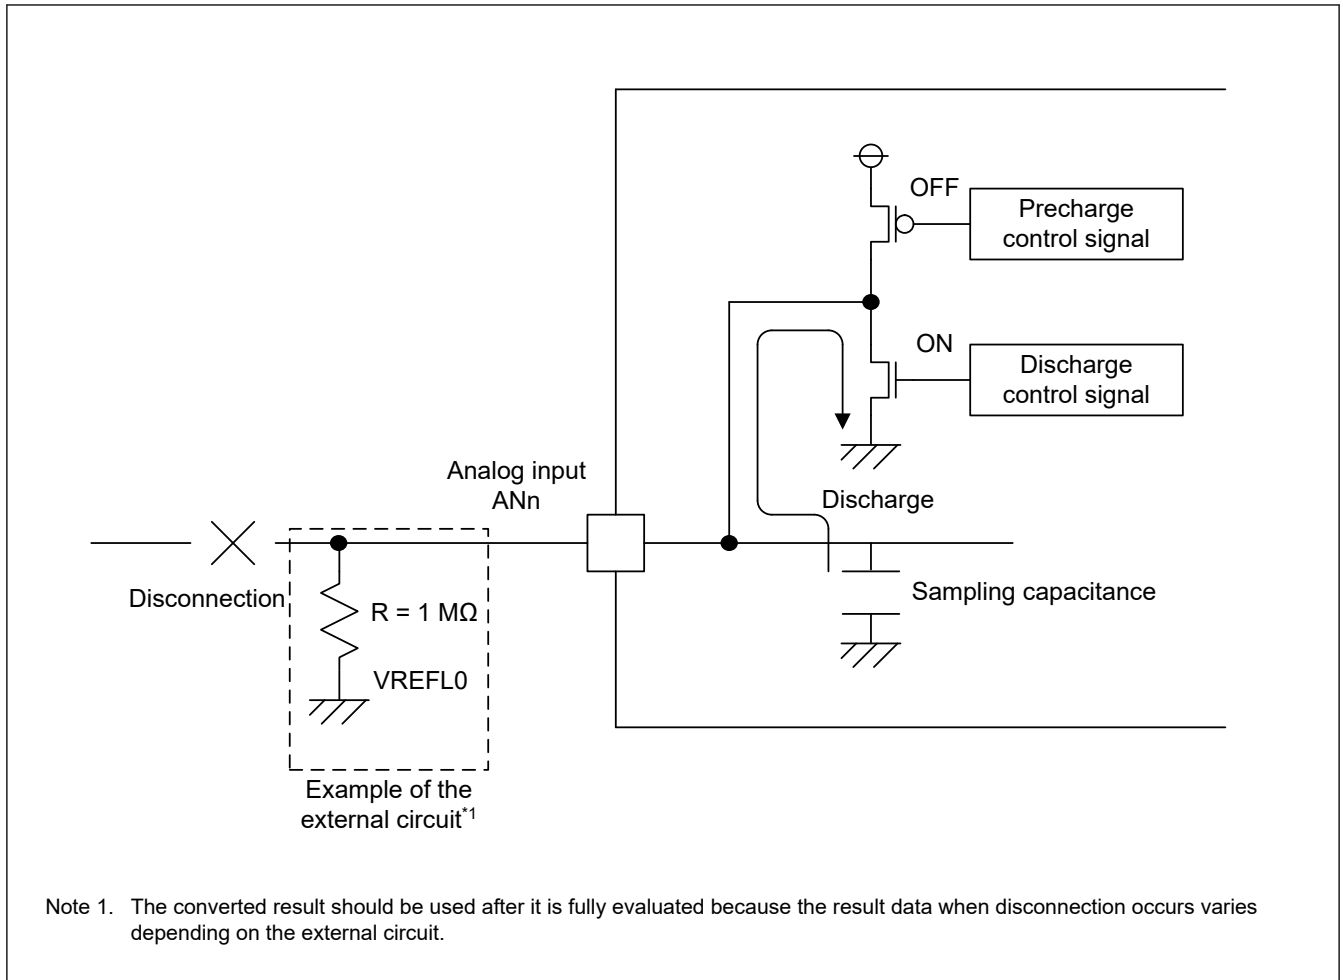 OFF
Precharge
control signal
ON
Discharge
control signal
Analog input
ANn
Discharge
Disconnection
Sampling capacitance
R = 1 MΩ
VREFL0
Example of the
external circuit*1
Note 1. The converted result should be used after it is fully evaluated because the result data when disconnection occurs varies
depending on the external circuit.